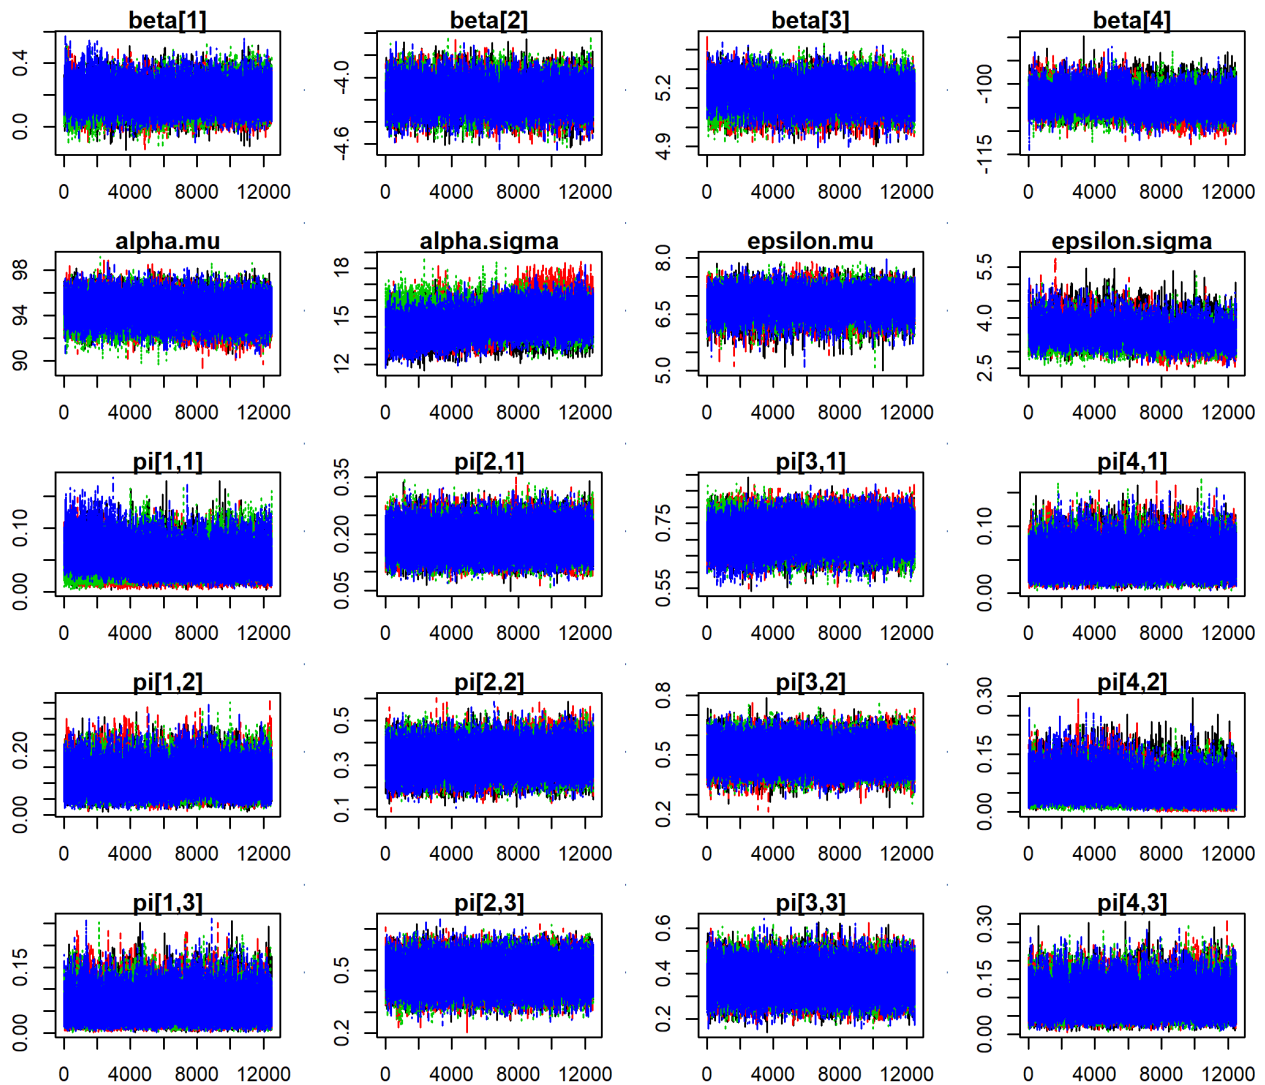 beta[1] beta[2] beta[3] beta[4]
0.0 0.4 -4.6 -4.0 4.9 5.2 -115 -100
0 4000 8000 12000 0 4000 8000 12000 0 4000 8000 12000 0 4000 8000 12000
alpha.mu alpha.sigma epsilon.mu epsilon.sigma
90 94 98 12 15 18 5.0 6.5 8.0 2.5 4.0 5.5
0 4000 8000 12000 0 4000 8000 12000 0 4000 8000 12000 0 4000 8000 12000
pi[1,1] pi[2,1] pi[3,1] pi[4,1]
0.00 0.10 0.05 0.20 0.35 0.55 0.75 0.00 0.10
0 4000 8000 12000 0 4000 8000 12000 0 4000 8000 12000 0 4000 8000 12000
pi[1,2] pi[2,2] pi[3,2] pi[4,2]
0.00 0.20 0.1 0.3 0.5 0.2 0.5 0.8 0.00 0.15 0.30
0 4000 8000 12000 0 4000 8000 12000 0 4000 8000 12000 0 4000 8000 12000
pi[1,3] pi[2,3] pi[3,3] pi[4,3]
0.00 0.15 0.2 0.5 0.2 0.4 0.6 0.00 0.15 0.30
0 4000 8000 12000 0 4000 8000 12000 0 4000 8000 12000 0 4000 8000 12000